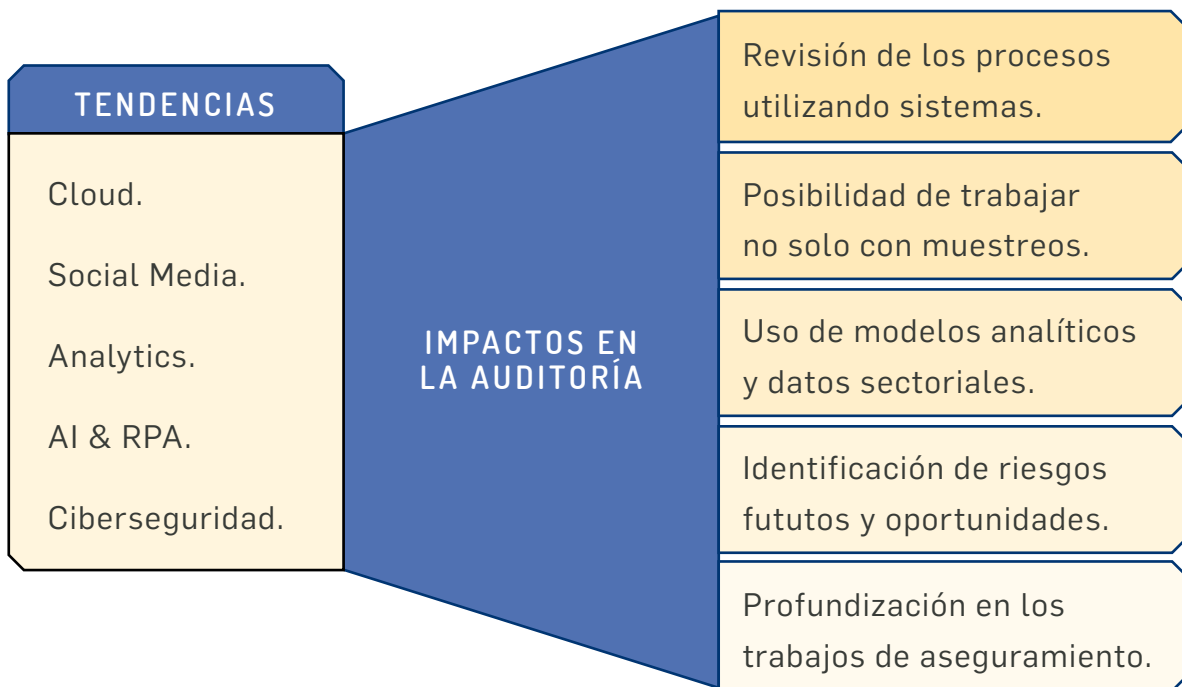 TENDENCIAS
Cloud.
Social Media.
Analytics.
AI & RPA.
Ciberseguridad.
IMPACTOS EN
LA AUDITORÍA
Revisión de los procesos
utilizando sistemas.
Posibilidad de trabajar
no solo con muestreos.
Uso de modelos analíticos
y datos sectoriales.
Identificación de riesgos
fututos y oportunidades.
Profundización en los
trabajos de aseguramiento.